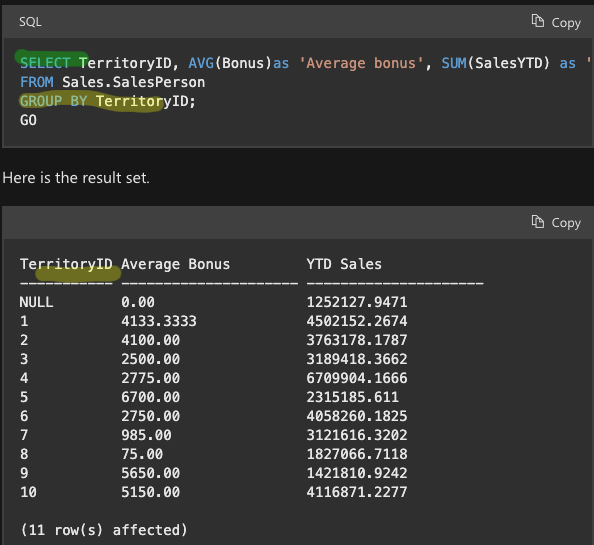 SQL
Copy
SELECT TerritoryID, AVG(Bonus)as 'Average bonus', SUM(SalesYTD) as '
FROM Sales.SalesPerson
GROUP BY TerritoryID;
GO
Here is the result set.
Copy
TerritoryID Average Bonus YTD Sales
----------- --------------------- ---------------------
NULL 0.00 1252127.9471
1 4133.3333 4502152.2674
2 4100.00 3763178.1787
3 2500.00 3189418.3662
4 2775.00 6709904.1666
5 6700.00 2315185.611
6 2750.00 4058260.1825
7 985.00 3121616.3202
8 75.00 1827066.7118
9 5650.00 1421810.9242
10 5150.00 4116871.2277
(11 row(s) affected)